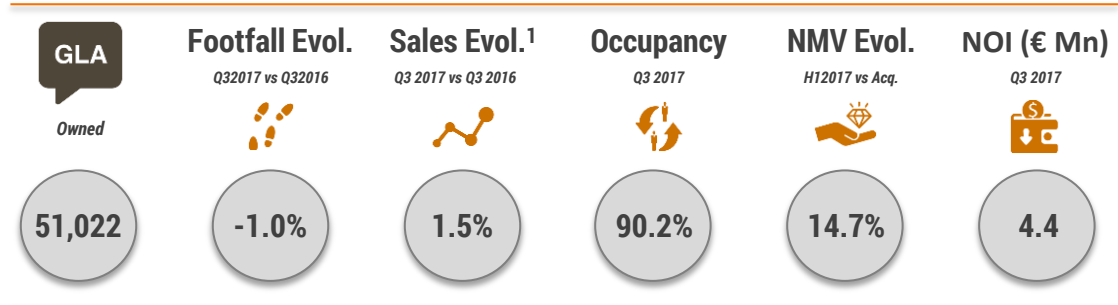 GLA
Owned
51,022
Footfall Evol.
Q32017 vs Q32016
-1.0%
Sales Evol.¹
Q3 2017 vs Q3 2016
1.5%
Occupancy
Q3 2017
90.2%
NMV Evol.
H12017 vs Acq.
14.7%
NOI (€ Mn)
Q3 2017
$
4.4